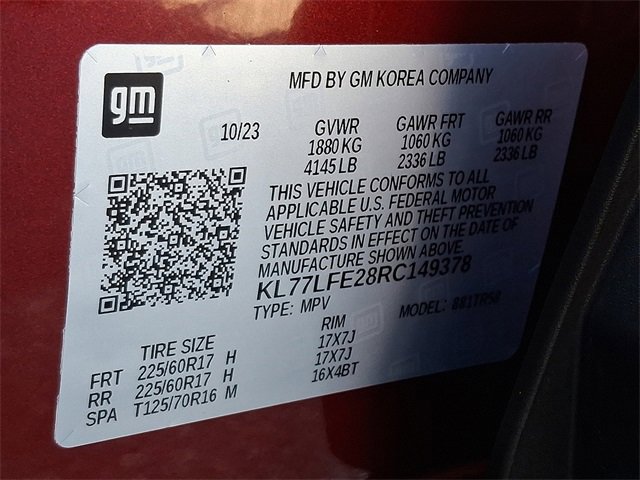 gm
MFD BY GM KOREA COMPANY
10/23 GVWR GAWR FRT GAWR RR
1880 KG 1060 KG 1060 KG
4145 LB 2336 LB 2336 LB
THIS VEHICLE CONFORMS TO ALL
APPLICABLE U.S. FEDERAL MOTOR
VEHICLE SAFETY AND THEFT PREVENTION
STANDARDS IN EFFECT ON THE DATE OF
MANUFACTURE SHOWN ABOVE.
KL77LFE28RC149378
TYPE: MPV MODEL:
TIRE SIZE RIM
FRT 225/60R17 H 17X7J
RR 225/60R17 H 17X7J
SPA T125/70R16 M 16X4BT